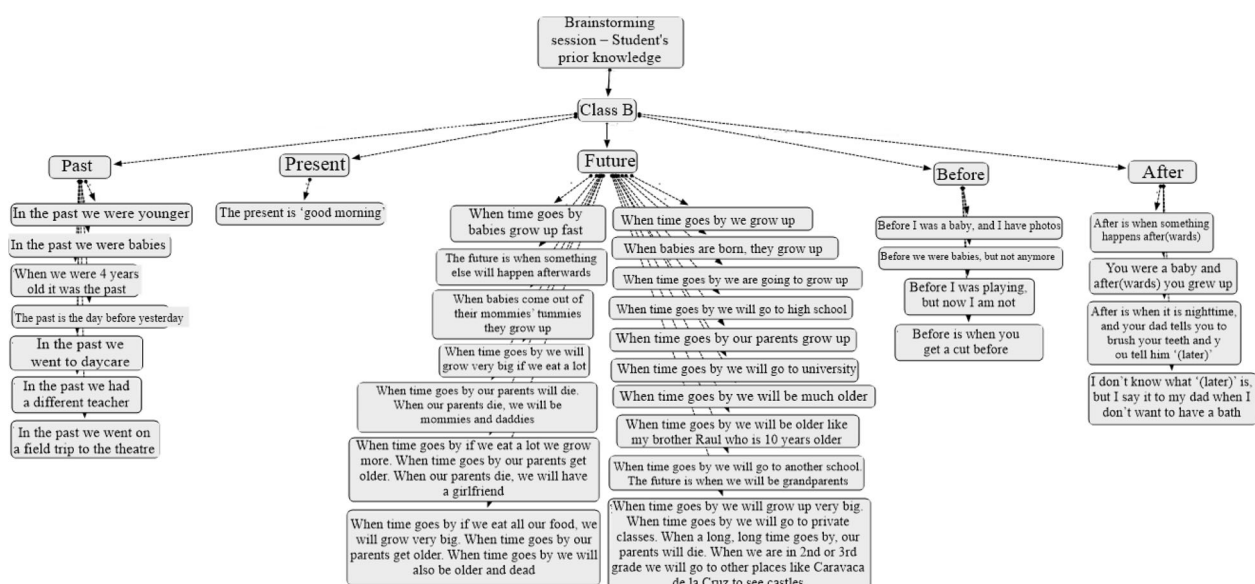 Brainstorming
session – Student's
prior knowledge
Class B
Past
In the past we were younger
In the past we were babies
When we were 4 years
old it was the past
The past is the day before yesterday
In the past we
went to daycare
In the past we had
a different teacher
In the past we went on
a field trip to the theatre
Present
The present is ‘good morning’
Future
When time goes by
babies grow up fast
The future is when something
else will happen afterwards
When babies come out of
their mommies’ tummies
they grow up
When time goes by we will
grow very big if we eat a lot
When time goes by our parents will die.
When our parents die, we will be
mommies and daddies
When time goes by if we eat a lot we grow
more. When time goes by our parents get
older. When our parents die, we will have
a girlfriend
When time goes by if we eat all our food, we
will grow very big. When time goes by our
parents get older. When time goes by we will
also be older and dead
When time goes by we grow up
When babies are born, they grow up
When time goes by we are going to grow up
When time goes by we will go to high school
When time goes by our parents grow up
When time goes by we will go to university
When time goes by we will be much older
When time goes by we will be older like
my brother Raul who is 10 years older
When time goes by we will go to another school.
The future is when we will be grandparents
When time goes by we will grow up very big.
When time goes by we will go to private
classes. When a long, long time goes by, our
parents will die. When we are in 2nd or 3rd
grade we will go to other places like Caravaca
de la Cruz to see castles
Before
Before I was a baby, and I have photos
Before we were babies, but not anymore
Before I was playing,
but now I am not
Before is when you
get a cut before
After
After is when something
happens after(wards)
You were a baby and
after(wards) you grew up
After is when it is nighttime,
and your dad tells you to
brush your teeth and y
ou tell him ‘(later)’
I don’t know what ‘(later)’ is,
but I say it to my dad when I
don’t want to have a bath